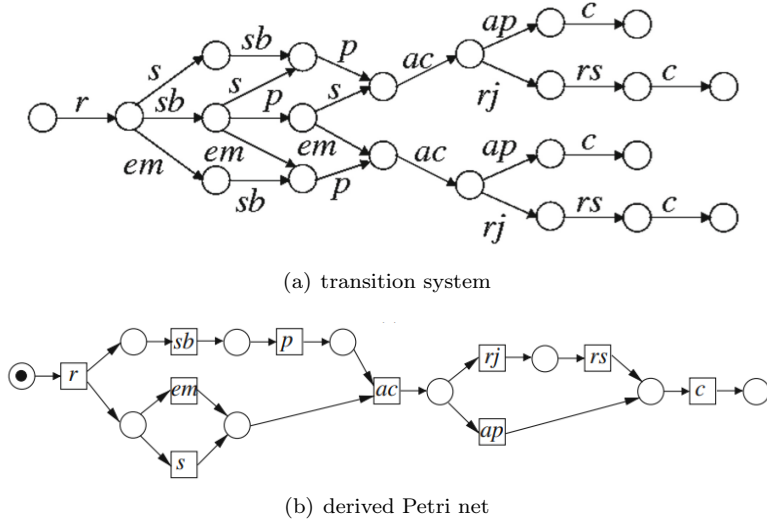 ap c
sb p ac
s s rj rs c
r sb p s
em em em ac ap c
sb p
rj rs c
(a) transition system
sb p rj rs
r em ac c
s ap
(b) derived Petri net